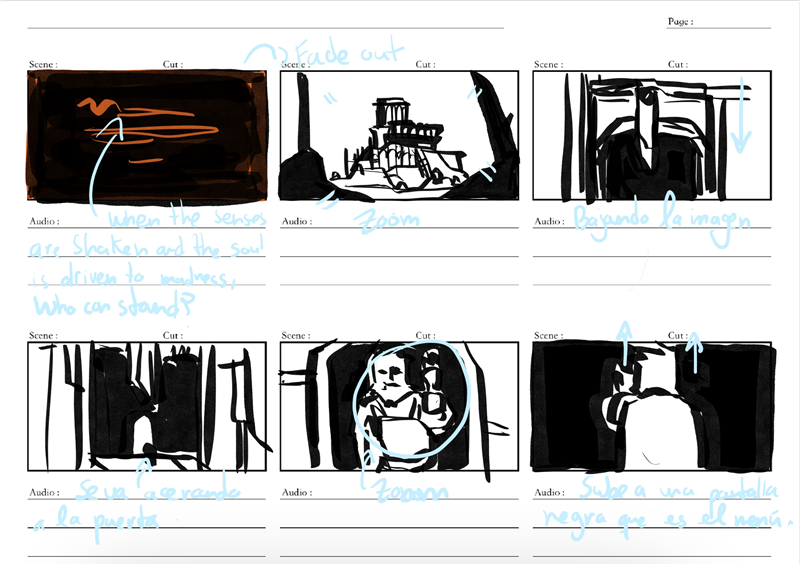 Page :
Scene : Cut :
Scene : Cut :
Scene : Cut :
Fade out
Audio :
When the senses
are Shaken and the soul
is driven to madness,
Who can stand?
Audio :
Zoom
Audio :
Bajando la imagen
Scene : Cut :
Scene : Cut :
Scene : Cut :
Audio :
Se va acercando
a la puerta
Audio :
Zooom
Audio :
Sube a una pantalla
negra que es el menú.